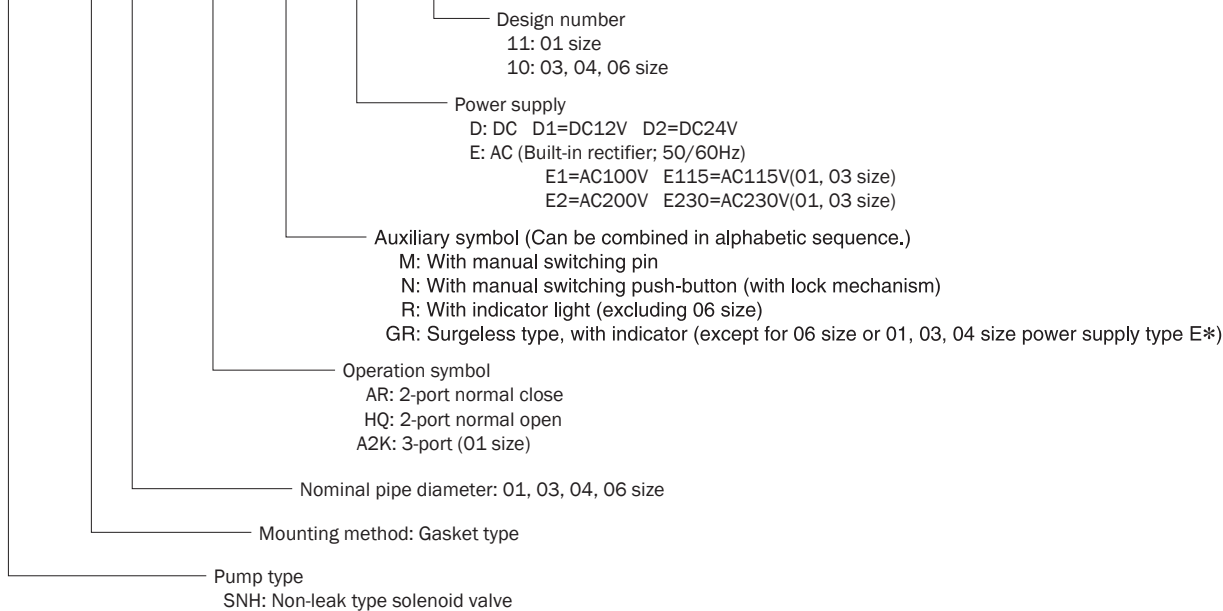 Design number
11: 01 size
10: 03, 04, 06 size
Power supply
D: DC D1=DC12V D2=DC24V
E: AC (Built-in rectifier; 50/60Hz)
E1=AC100V E115=AC115V(01, 03 size)
E2=AC200V E230=AC230V(01, 03 size)
Auxiliary symbol (Can be combined in alphabetic sequence.)
M: With manual switching pin
N: With manual switching push-button (with lock mechanism)
R: With indicator light (excluding 06 size)
GR: Surgeless type, with indicator (except for 06 size or 01, 03, 04 size power supply type E*)
Operation symbol
AR: 2-port normal close
HQ: 2-port normal open
A2K: 3-port (01 size)
Nominal pipe diameter: 01, 03, 04, 06 size
Mounting method: Gasket type
Pump type
SNH: Non-leak type solenoid valve